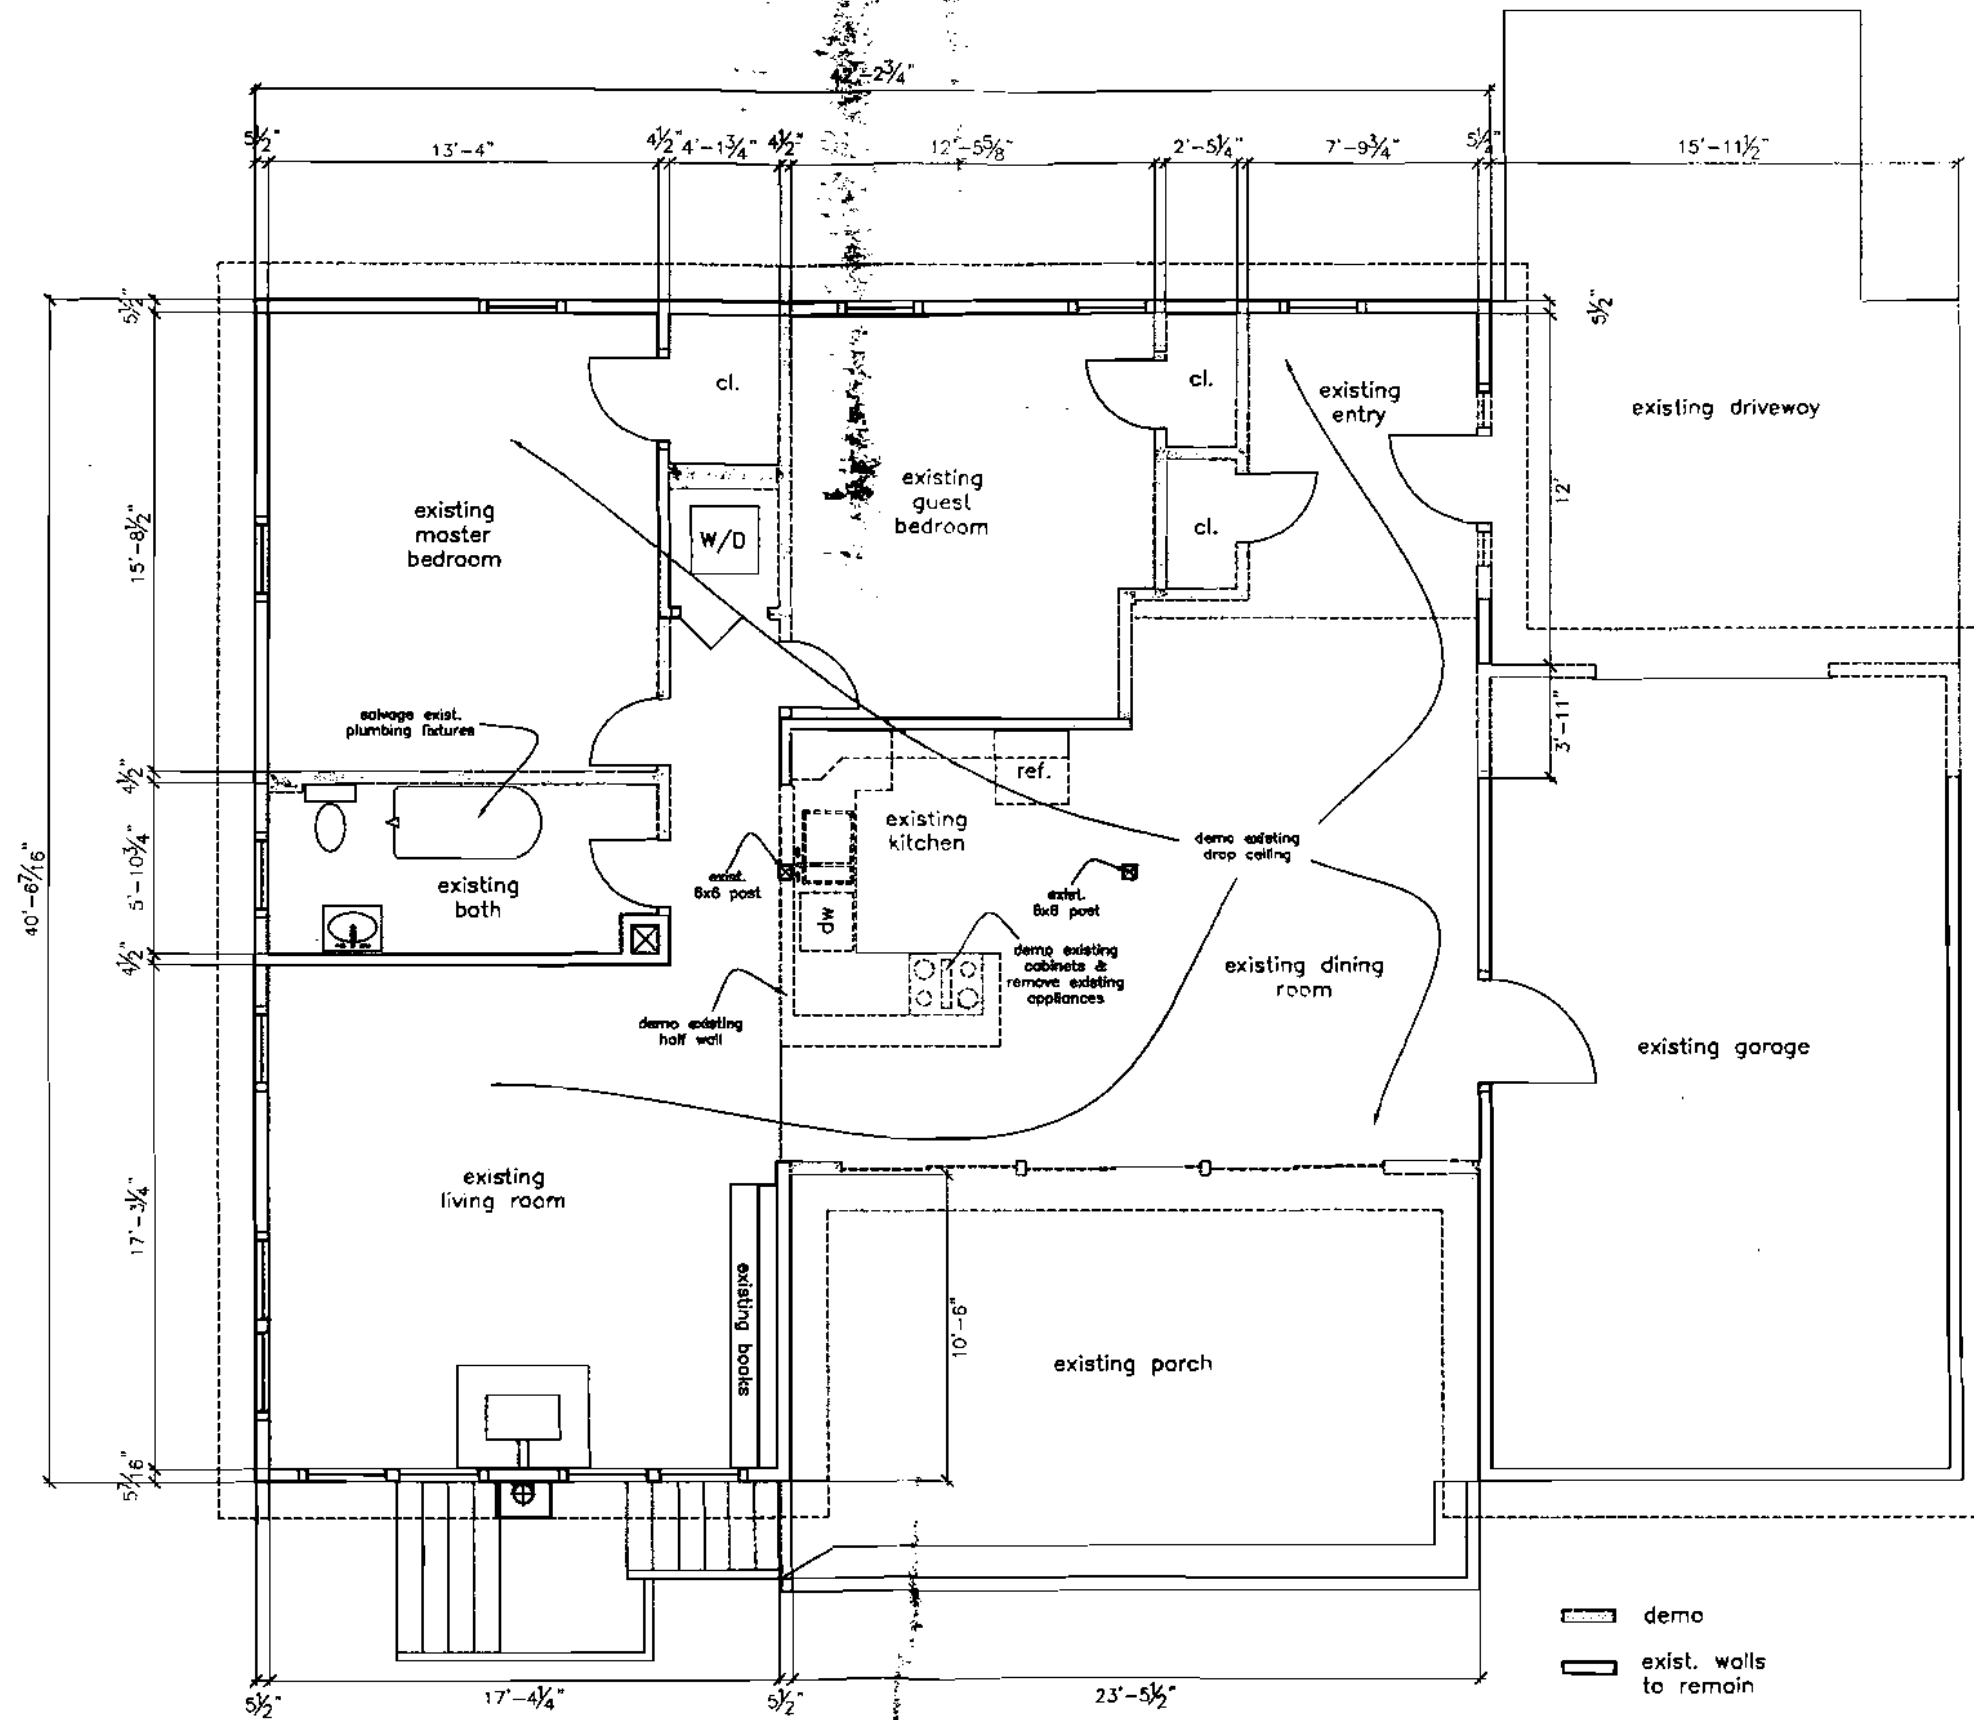 42'-2¾"
5½"
13'-4"
4½"
4'-1¾"
4½"
12'-5⅝"
2'-5¼"
7'-9¾"
5¼"
15'-11½"
5½"
5½"
cl.
cl.
existing
entry
existing driveway
existing
guest
bedroom
12'
existing
master
bedroom
15'-8½"
W/D
cl.
salvage exist.
plumbing fixtures
3'-11"
4½"
ref.
existing
kitchen
demo existing
drop ceiling
5'-10¾"
40'-6⁷⁄₁₆"
existing
bath
exist.
6x6 post
exist.
6x6 post
dw
4½"
demo existing
cabinets &
remove existing
appliances
existing dining
room
demo existing
half wall
existing garage
existing
living room
17'-3¼"
existing books
10'-6"
existing porch
5⁷⁄₁₆"
demo
exist. walls
to remain
5½"
17'-4¼"
5½"
23'-5½"